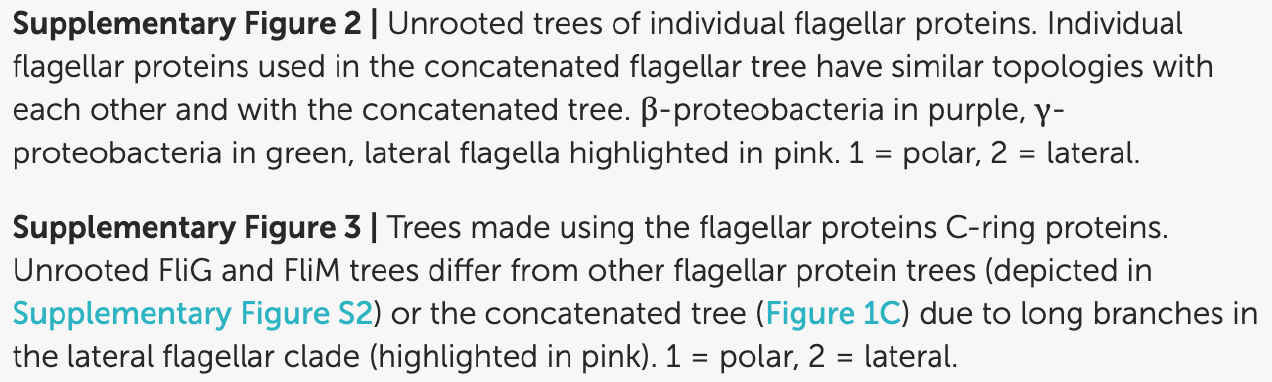 Supplementary Figure 2 | Unrooted trees of individual flagellar proteins. Individual
flagellar proteins used in the concatenated flagellar tree have similar topologies with
each other and with the concatenated tree. β-proteobacteria in purple, γ-
proteobacteria in green, lateral flagella highlighted in pink. 1 = polar, 2 = lateral.
Supplementary Figure 3 | Trees made using the flagellar proteins C-ring proteins.
Unrooted FliG and FliM trees differ from other flagellar protein trees (depicted in
Supplementary Figure S2) or the concatenated tree (Figure 1C) due to long branches in
the lateral flagellar clade (highlighted in pink). 1 = polar, 2 = lateral.